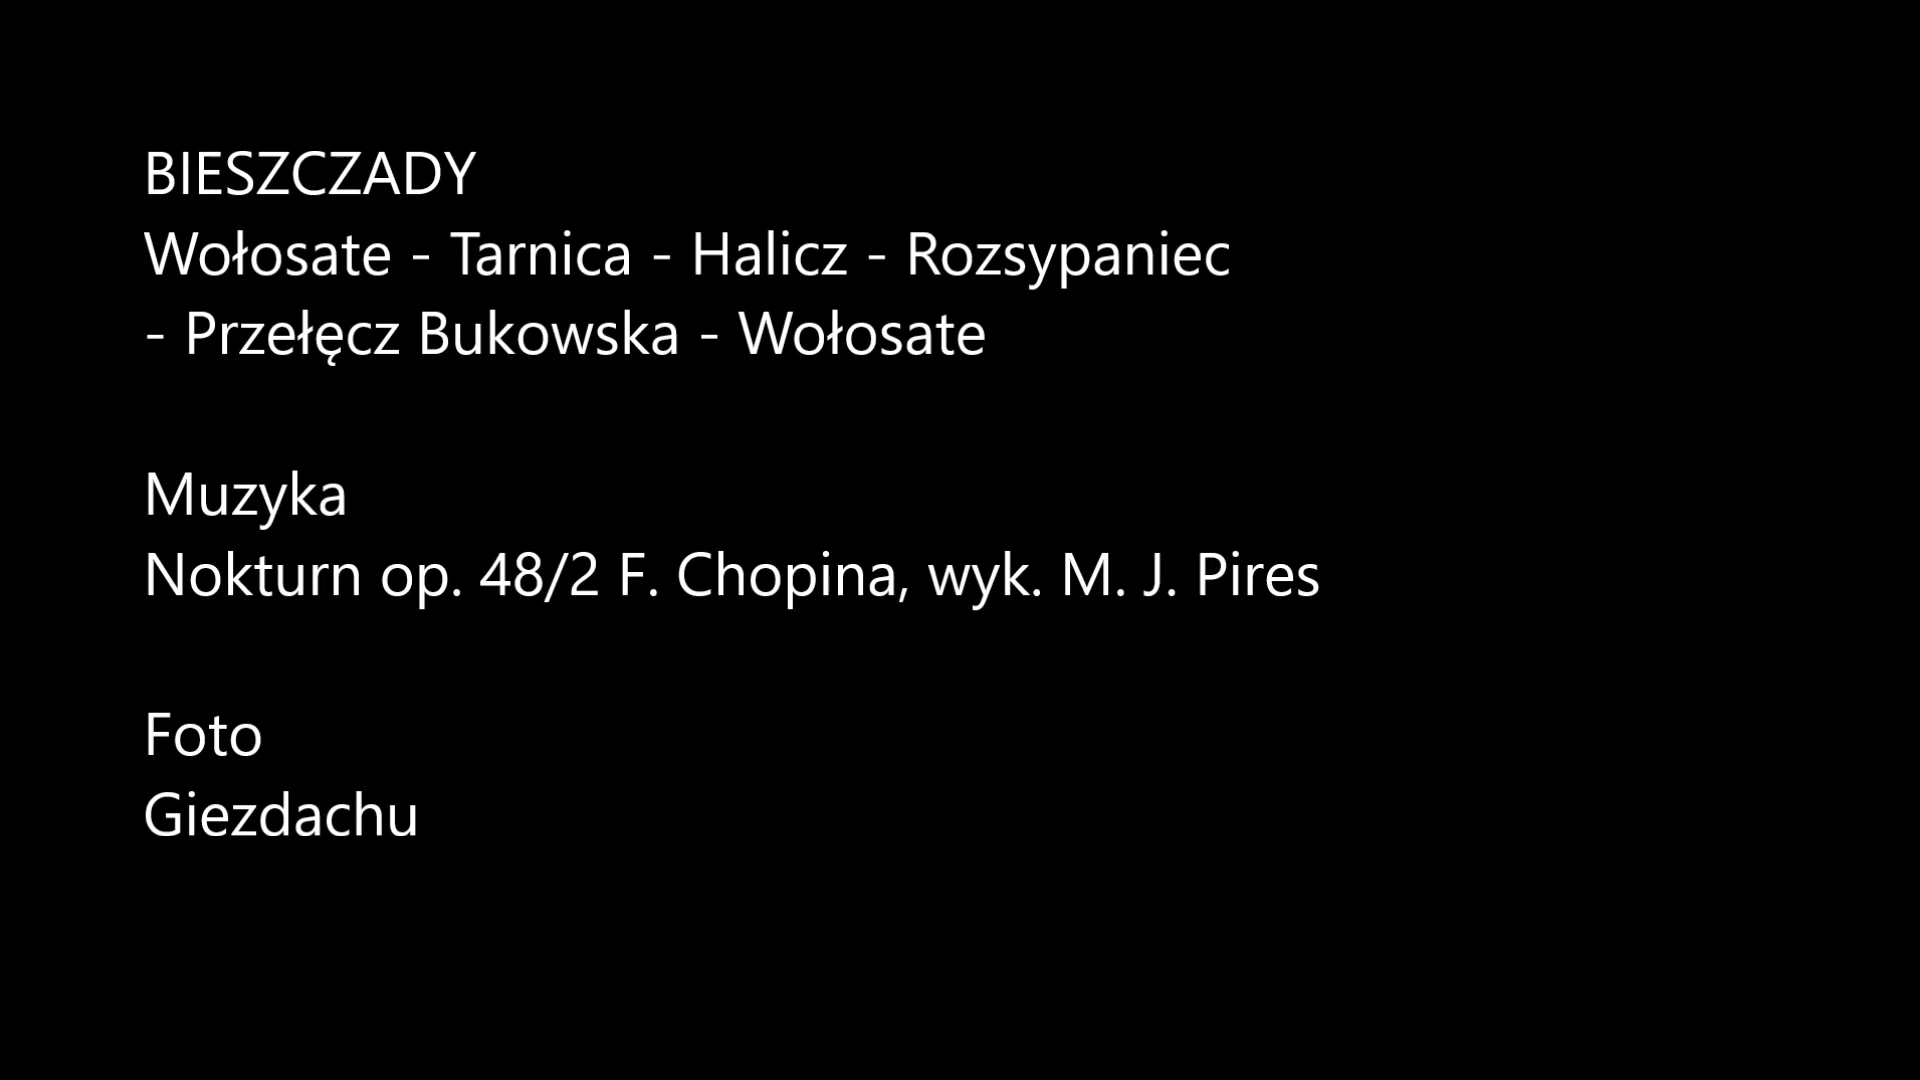 BIESZCZADY
Wołosate - Tarnica - Halicz - Rozsypaniec
- Przełęcz Bukowska - Wołosate
Muzyka
Nokturn op. 48/2 F. Chopina, wyk. M. J. Pires
Foto
Giezdachu